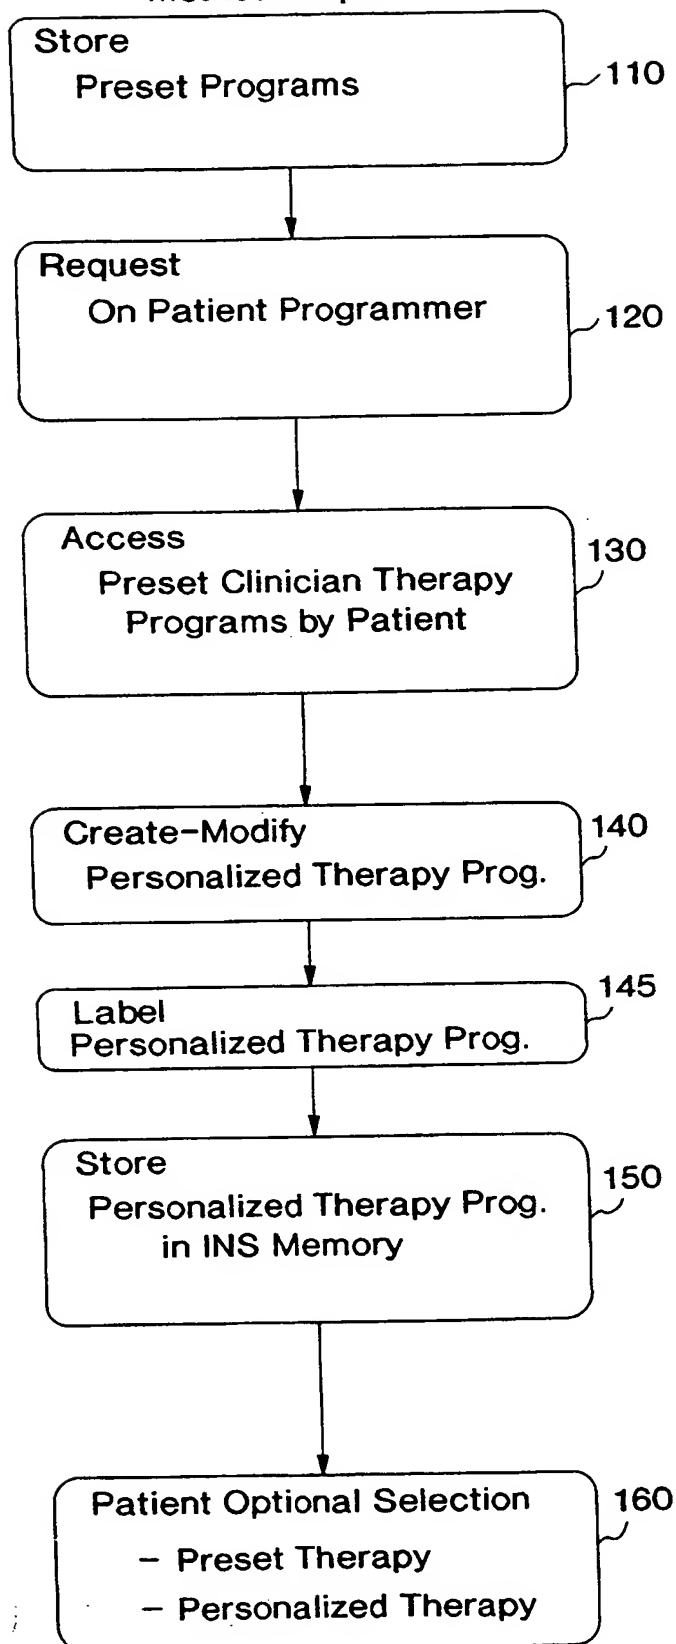 Store
Preset Programs
110
Request
On Patient Programmer
120
Access
Preset Clinician Therapy
Programs by Patient
130
Create-Modify
Personalized Therapy Prog.
140
Label
Personalized Therapy Prog.
145
Store
Personalized Therapy Prog.
in INS Memory
150
Patient Optional Selection
- Preset Therapy
- Personalized Therapy
160